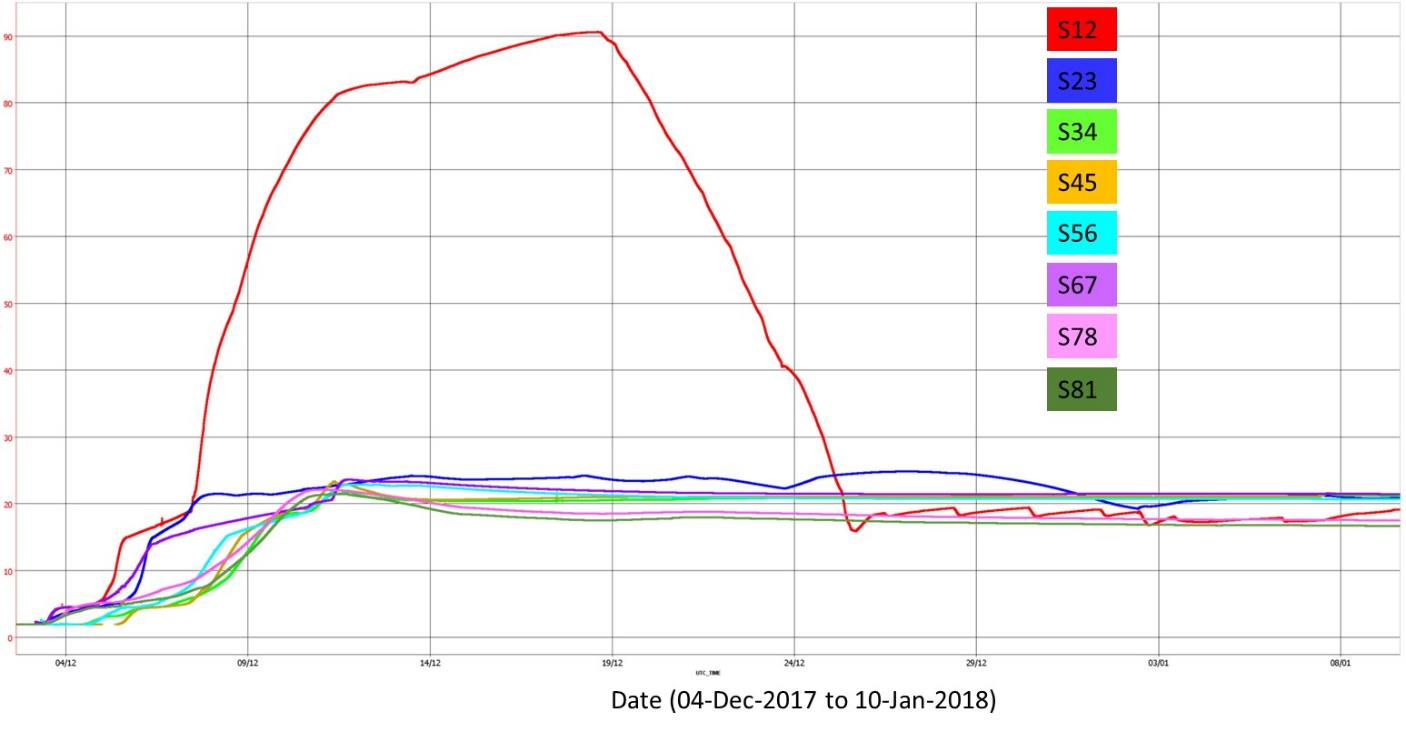 S12
S23
S34
S45
S56
S67
S78
S81
90
80
70
60
50
40
30
20
10
0
04/12 09/12 14/12 19/12 24/12 29/12 03/01 08/01
UTC_TIME
Date (04-Dec-2017 to 10-Jan-2018)